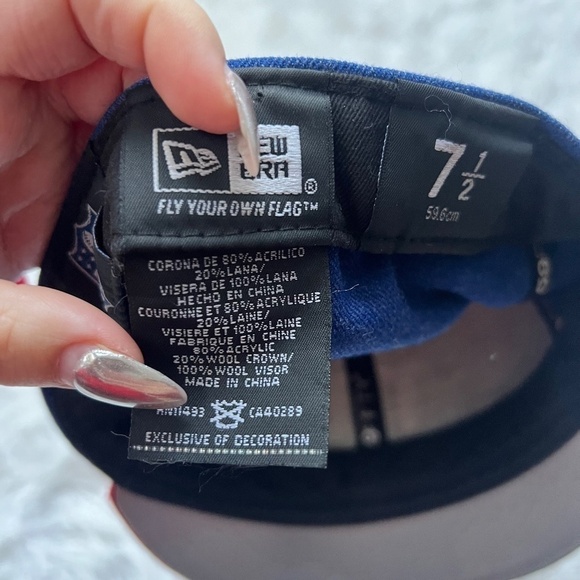 NEW ERA®
FLY YOUR OWN FLAG™
7 1/2
59.6cm
CORONA DE 80% ACRILICO
20% LANA/
VISERA DE 100% LANA
HECHO EN CHINA
COURONNE ET 80% ACRYLIQUE
20% LAINE/
VISIERE ET 100% LAINE
FABRIQUE EN CHINE
80% ACRYLIC
20% WOOL CROWN/
100% WOOL VISOR
MADE IN CHINA
RN11493 CA40289
EXCLUSIVE OF DECORATION